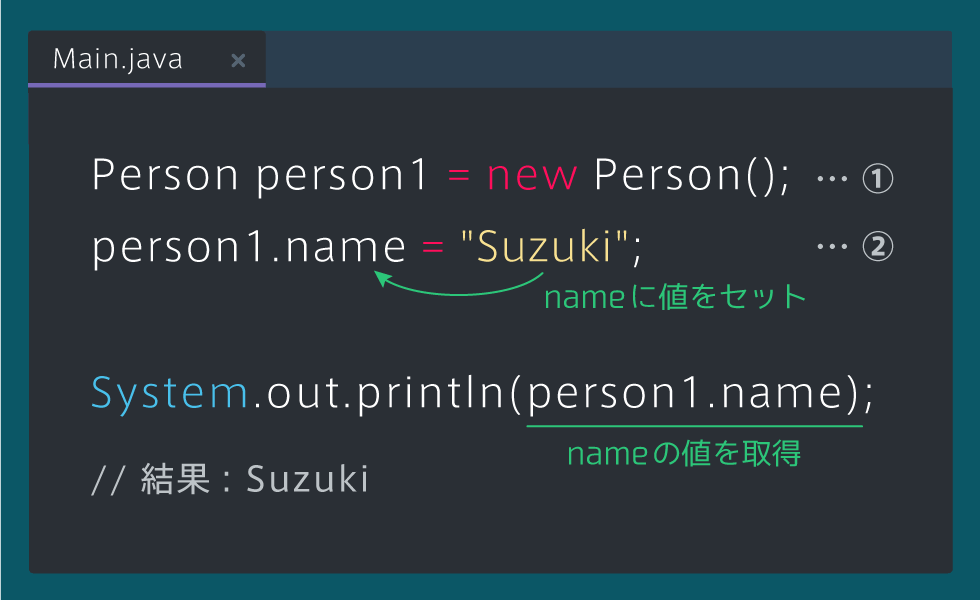 Main.java ×
Person person1 = new Person(); … ①
person1.name = "Suzuki"; … ②
nameに値をセット
System.out.println(person1.name);
nameの値を取得
// 結果 : Suzuki